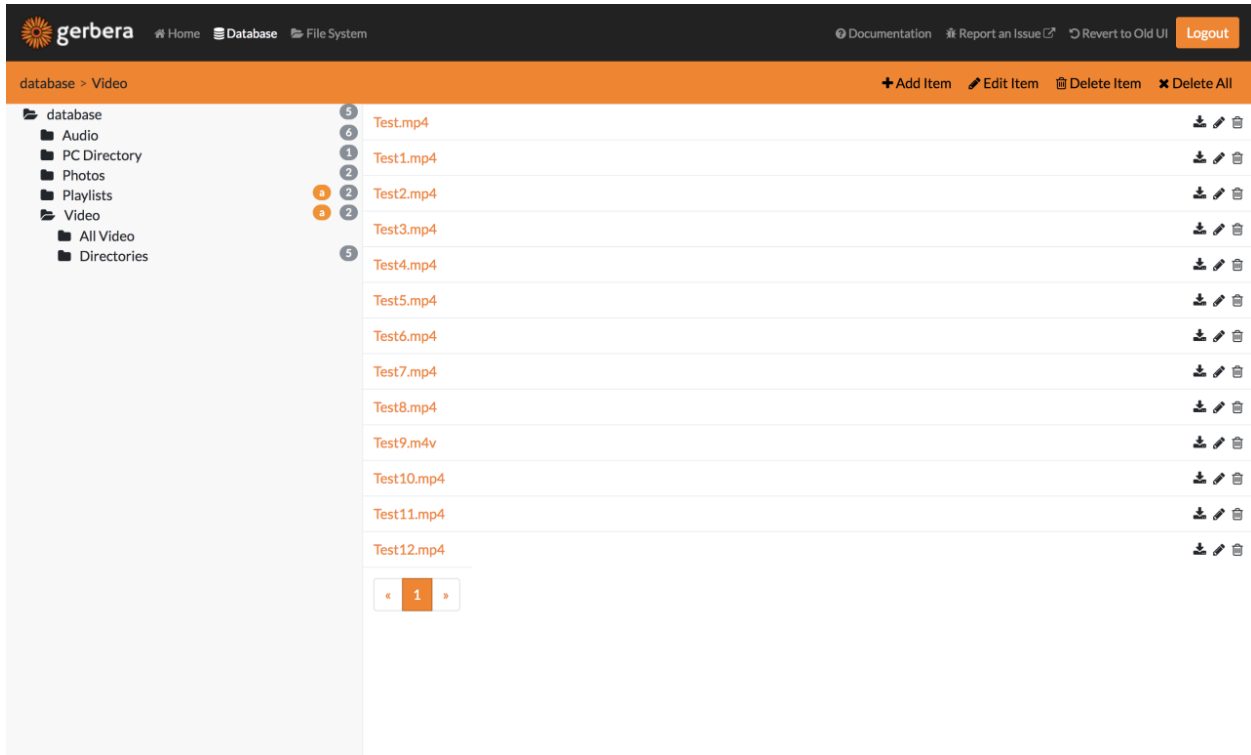 gerbera Home Database File System Documentation Report an Issue Revert to Old UI Logout
database > Video Add Item Edit Item Delete Item Delete All
database 5
Audio 6
PC Directory 1
Photos 2
Playlists a 2
Video a 2
All Video
Directories 5
Test.mp4
Test1.mp4
Test2.mp4
Test3.mp4
Test4.mp4
Test5.mp4
Test6.mp4
Test7.mp4
Test8.mp4
Test9.m4v
Test10.mp4
Test11.mp4
Test12.mp4
« 1 »